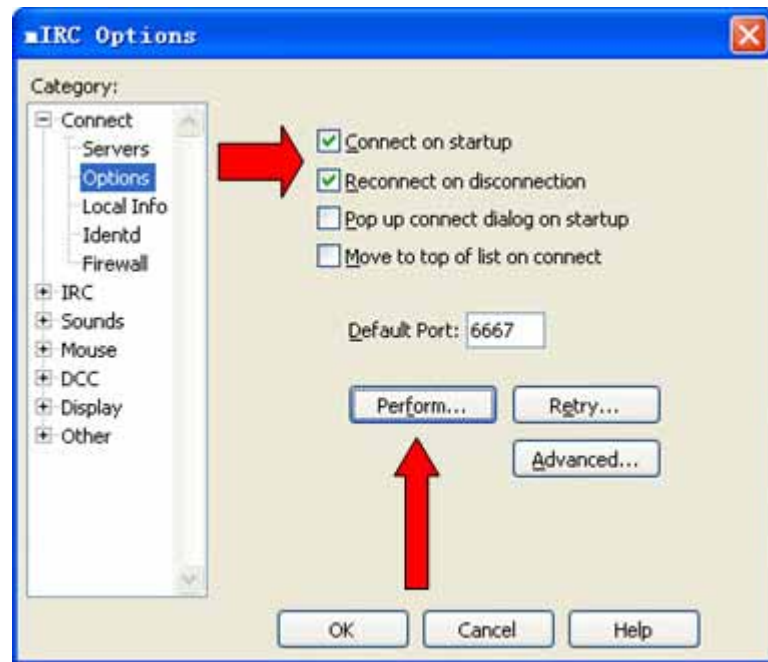 mIRC Options
Category:
Connect
Servers
Options
Local Info
Identd
Firewall
IRC
Sounds
Mouse
DCC
Display
Other
Connect on startup
Reconnect on disconnection
Pop up connect dialog on startup
Move to top of list on connect
Default Port: 6667
Perform... Retry...
Advanced...
OK Cancel Help